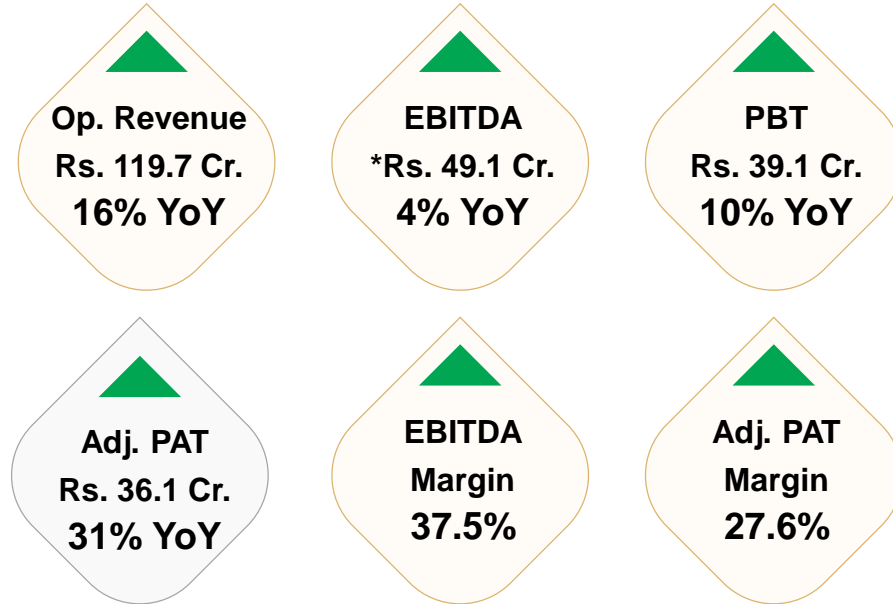 Op. Revenue
Rs. 119.7 Cr.
16% YoY
EBITDA
*Rs. 49.1 Cr.
4% YoY
PBT
Rs. 39.1 Cr.
10% YoY
Adj. PAT
Rs. 36.1 Cr.
31% YoY
EBITDA
Margin
37.5%
Adj. PAT
Margin
27.6%